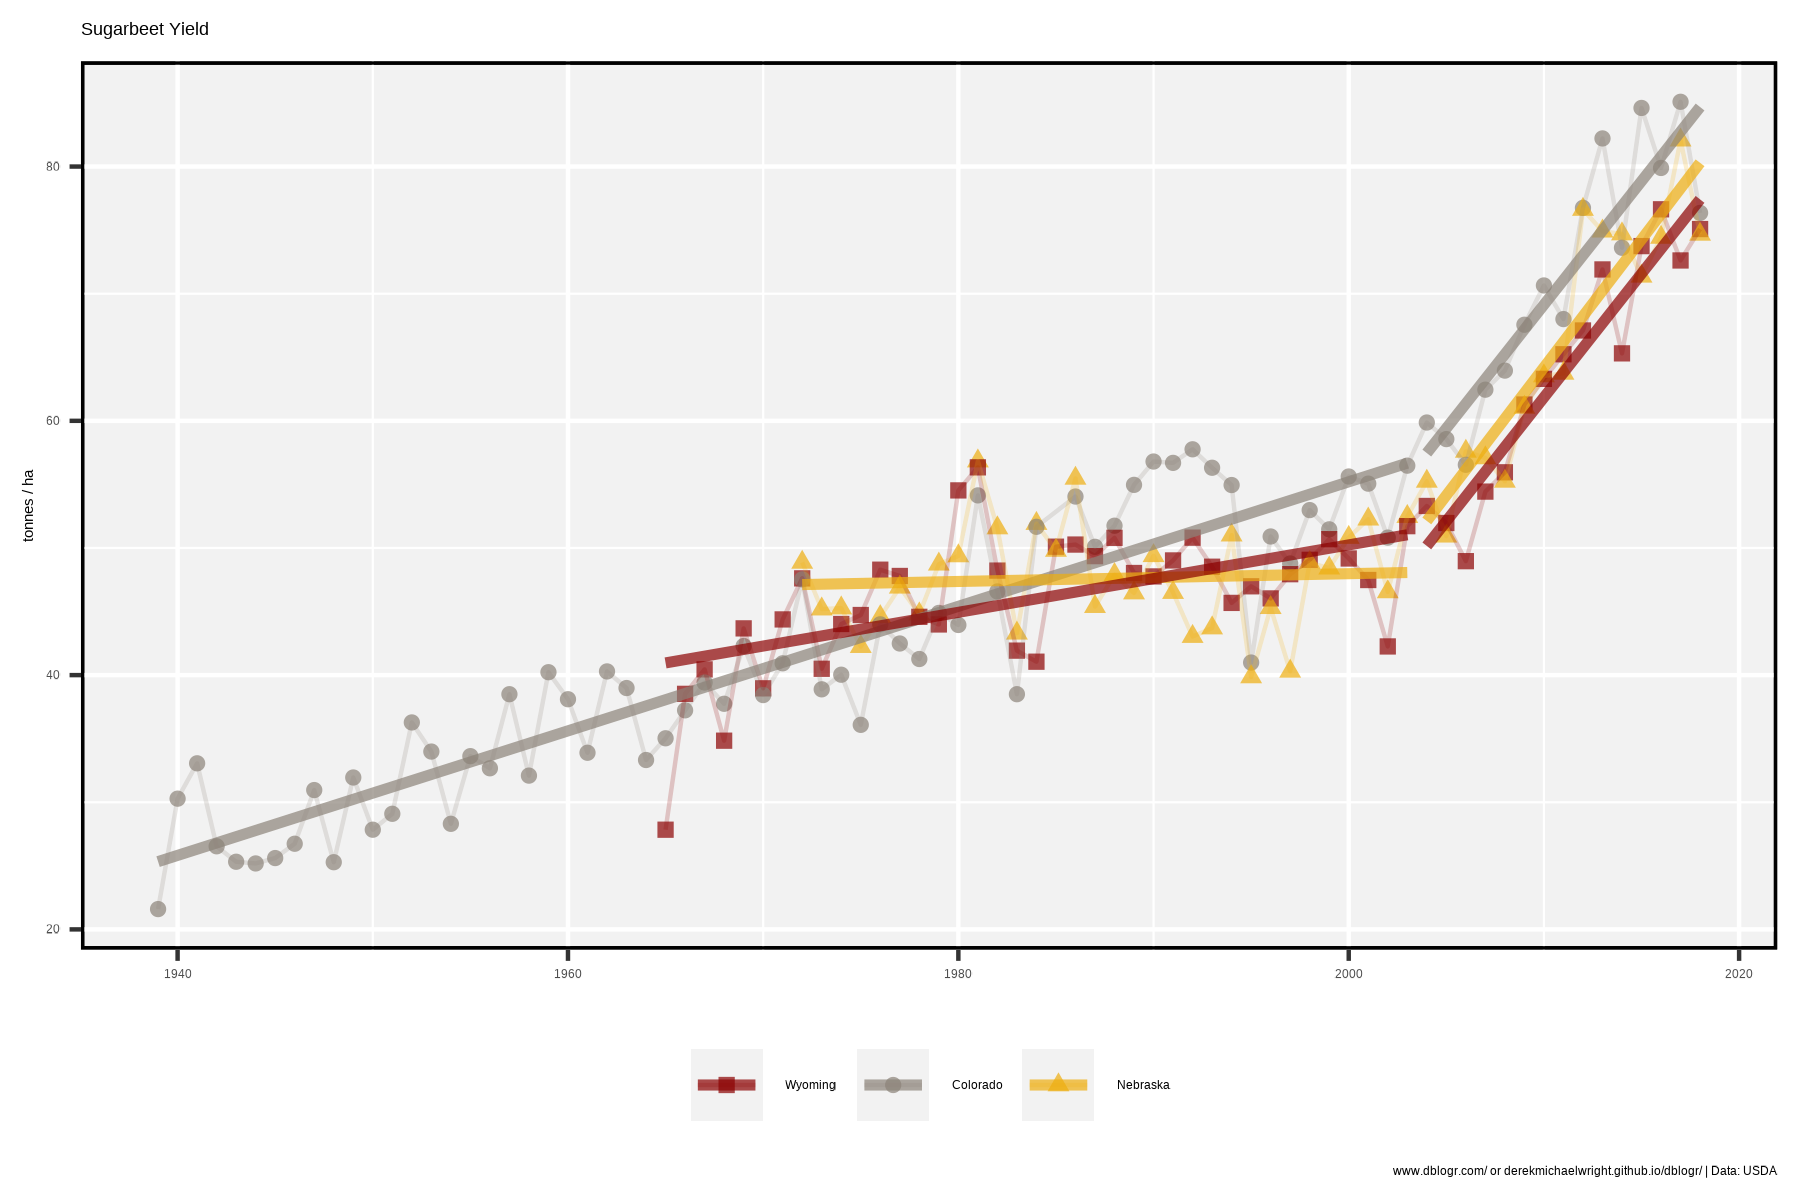 Sugarbeet Yield
tonnes / ha
80
60
40
20
1940 1960 1980 2000 2020
Wyoming Colorado Nebraska
www.dblogr.com/ or derekmichaelwright.github.io/dblogr/ | Data: USDA